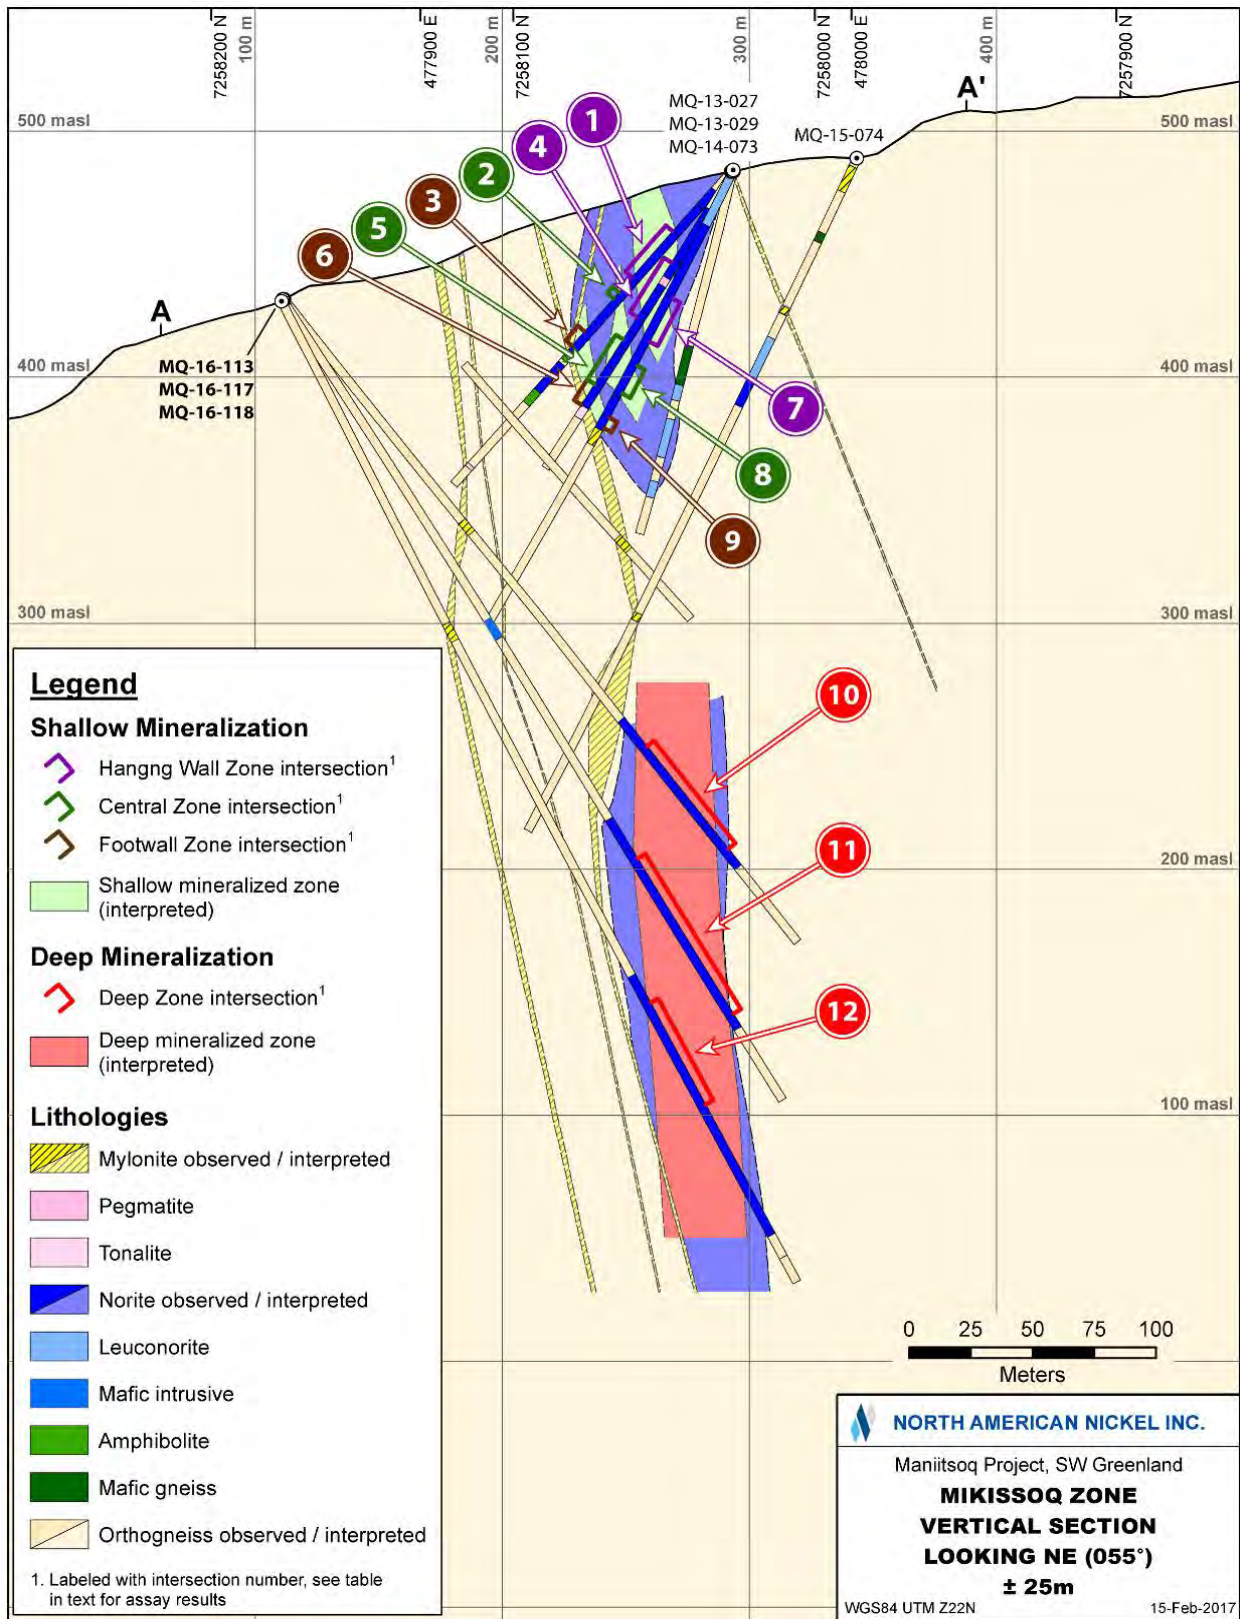 7258200 N
100 m
477900 E
200 m
7258100 N
300 m
7258000 N
478000 E
400 m
7257900 N
A'
MQ-13-027
MQ-13-029
MQ-14-073
MQ-15-074
500 masl
500 masl
1
4
2
3
5
6
A
MQ-16-113
MQ-16-117
MQ-16-118
400 masl
400 masl
7
8
9
300 masl
300 masl
10
11
200 masl
12
100 masl
Legend
Shallow Mineralization
Hangng Wall Zone intersection1
Central Zone intersection1
Footwall Zone intersection1
Shallow mineralized zone
(interpreted)
Deep Mineralization
Deep Zone intersection1
Deep mineralized zone
(interpreted)
Lithologies
Mylonite observed / interpreted
Pegmatite
Tonalite
Norite observed / interpreted
Leuconorite
Mafic intrusive
Amphibolite
Mafic gneiss
Orthogneiss observed / interpreted
1. Labeled with intersection number, see table
in text for assay results
0 25 50 75 100
Meters
NORTH AMERICAN NICKEL INC.
Maniitsoq Project, SW Greenland
MIKISSOQ ZONE
VERTICAL SECTION
LOOKING NE (055°)
± 25m
WGS84 UTM Z22N 15-Feb-2017